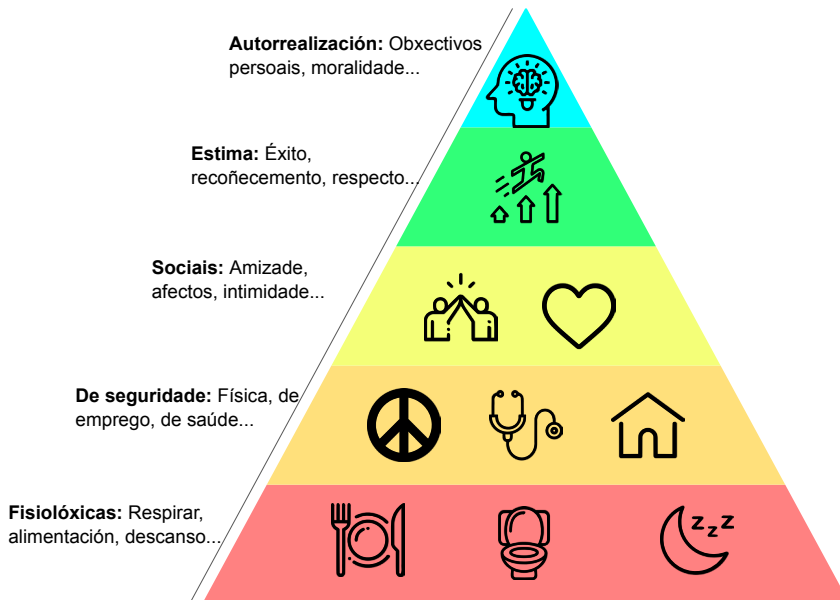 Autorrealización: Obxectivos
persoais, moralidade...
Estima: Éxito,
recoñecemento, respecto...
Sociais: Amizade,
afectos, intimidade...
De seguridade: Física, de
emprego, de saúde...
Fisiolóxicas: Respirar,
alimentación, descanso...
z z z